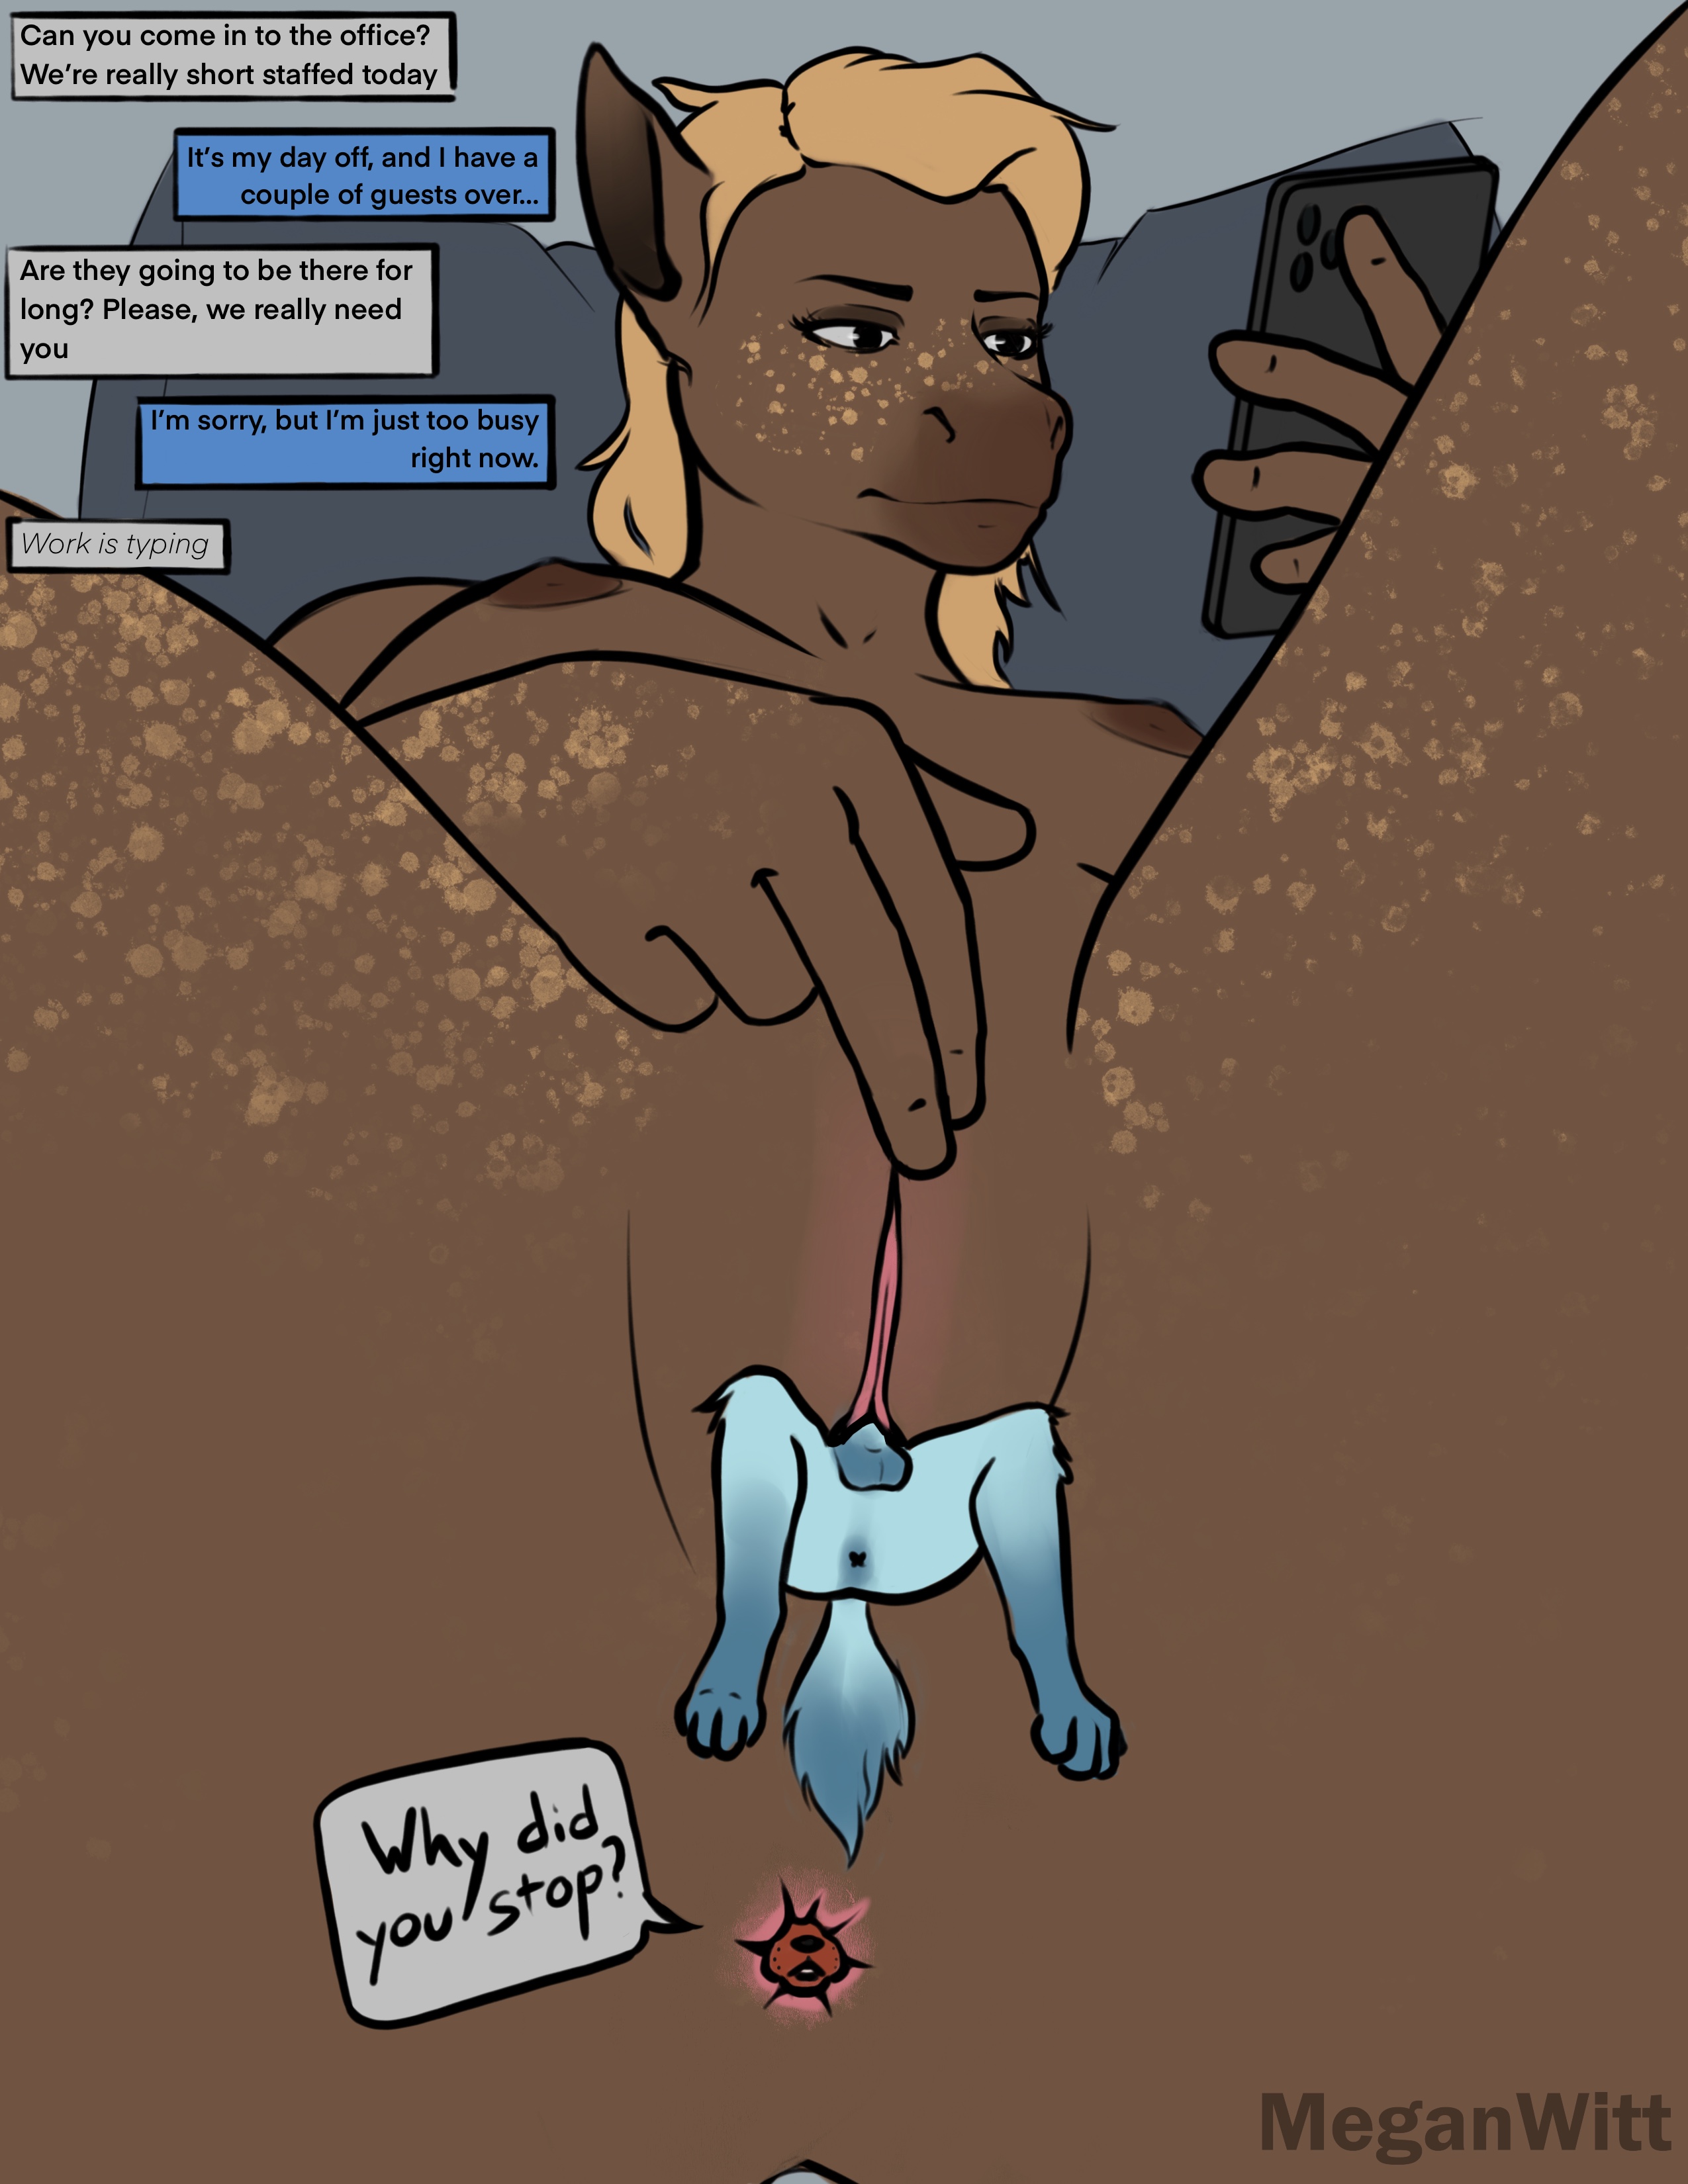 Can you come in to the office?
We're really short staffed today
It's my day off, and I have a
couple of guests over...
Are they going to be there for
long? Please, we really need
you
I'm sorry, but I'm just too busy
right now.
Work is typing
Why did
you stop?
MeganWitt